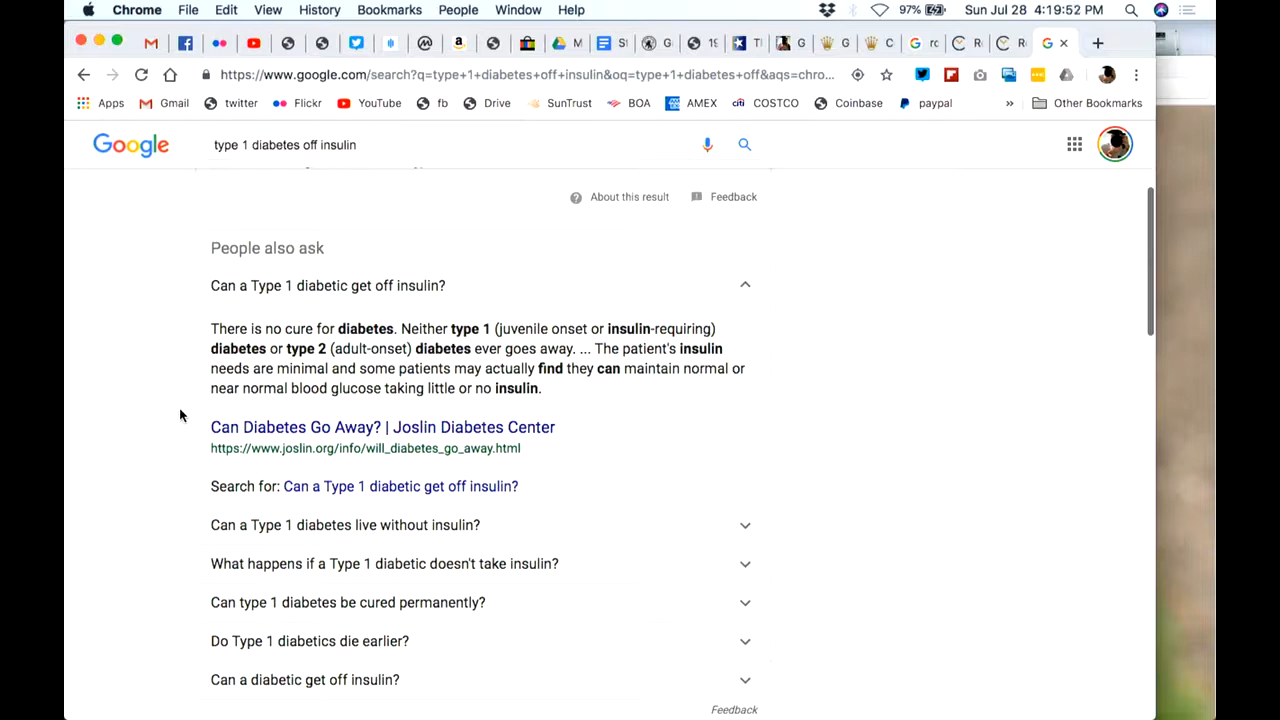 Chrome File Edit View History Bookmarks People Window Help 97% Sun Jul 28 4:19:52 PM
https://www.google.com/search?q=type+1+diabetes+off+insulin&oq=type+1+diabetes+off&aqs=chro...
Apps Gmail twitter Flickr YouTube fb Drive SunTrust BOA AMEX COSTCO Coinbase paypal » Other Bookmarks
Google type 1 diabetes off insulin
About this result Feedback
People also ask
Can a Type 1 diabetic get off insulin?
There is no cure for diabetes. Neither type 1 (juvenile onset or insulin-requiring)
diabetes or type 2 (adult-onset) diabetes ever goes away. ... The patient's insulin
needs are minimal and some patients may actually find they can maintain normal or
near normal blood glucose taking little or no insulin.
Can Diabetes Go Away? | Joslin Diabetes Center
https://www.joslin.org/info/will_diabetes_go_away.html
Search for: Can a Type 1 diabetic get off insulin?
Can a Type 1 diabetes live without insulin?
What happens if a Type 1 diabetic doesn't take insulin?
Can type 1 diabetes be cured permanently?
Do Type 1 diabetics die earlier?
Can a diabetic get off insulin?
Feedback